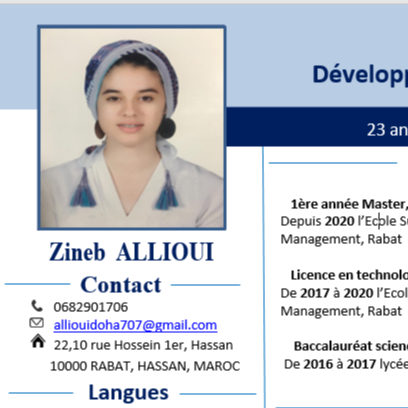 Dévelop
23 an
Zineb ALLIOUI
Contact
0682901706
alliouidoha707@gmail.com
22,10 rue Hossein 1er, Hassan
10000 RABAT, HASSAN, MAROC
Langues
1ère année Master,
Depuis 2020 l'Ecole S
Management, Rabat
Licence en technolo
De 2017 à 2020 l'Ecol
Management, Rabat
Baccalauréat scien
De 2016 à 2017 lycée